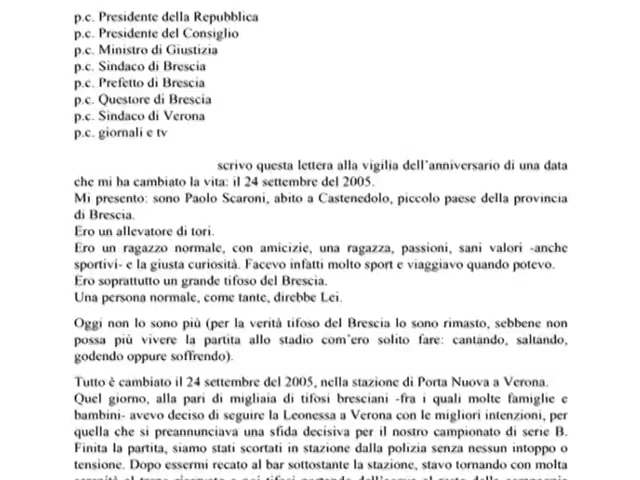 p.c. Presidente della Repubblica
p.c. Presidente del Consiglio
p.c. Ministro di Giustizia
p.c. Sindaco di Brescia
p.c. Prefetto di Brescia
p.c. Questore di Brescia
p.c. Sindaco di Verona
p.c. giornali e tv
scrivo questa lettera alla vigilia dell'anniversario di una data
che mi ha cambiato la vita: il 24 settembre del 2005.
Mi presento: sono Paolo Scaroni, abito a Castenedolo, piccolo paese della provincia
di Brescia.
Ero un allevatore di tori.
Ero un ragazzo normale, con amicizie, una ragazza, passioni, sani valori -anche
sportivi- e la giusta curiosità. Facevo infatti molto sport e viaggiavo quando potevo.
Ero soprattutto un grande tifoso del Brescia.
Una persona normale, come tante, direbbe Lei.
Oggi non lo sono più (per la verità tifoso del Brescia lo sono rimasto, sebbene non
possa più vivere la partita allo stadio com'ero solito fare: cantando, saltando,
godendo oppure soffrendo).
Tutto è cambiato il 24 settembre del 2005, nella stazione di Porta Nuova a Verona.
Quel giorno, alla pari di migliaia di tifosi bresciani -fra i quali molte famiglie e
bambini- avevo deciso di seguire la Leonessa a Verona con le migliori intenzioni, per
quella che si preannunciava una sfida decisiva per il nostro campionato di serie B.
Finita la partita, siamo stati scortati in stazione dalla polizia senza nessun intoppo o
tensione. Dopo essermi recato al bar sottostante la stazione, stavo tornando con molta